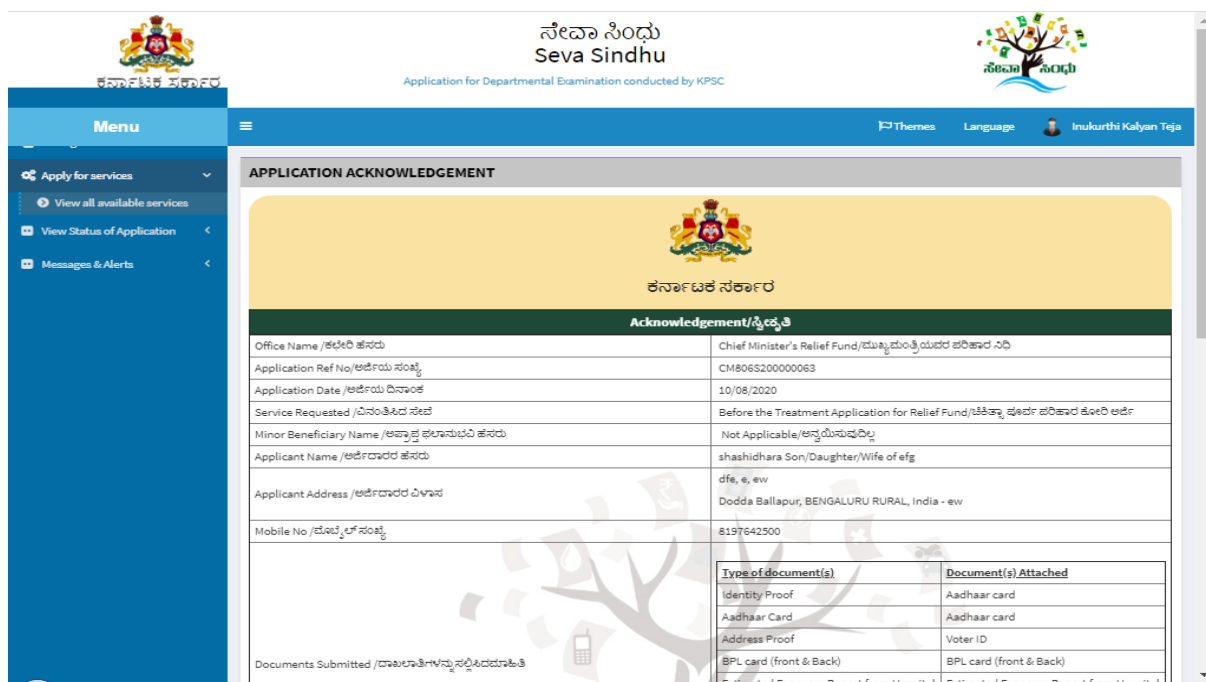 ಕರ್ನಾಟಕ ಸರ್ಕಾರ
ಸೇವಾ ಸಿಂಧು
Seva Sindhu
Application for Departmental Examination conducted by KPSC
ಸೇವಾ ಸಿಂಧು
Menu
Themes Language Inukurthi Kalyan Teja
Apply for services
View all available services
View Status of Application
Messages & Alerts
APPLICATION ACKNOWLEDGEMENT
ಕರ್ನಾಟಕ ಸರ್ಕಾರ
Acknowledgement/ಸ್ವೀಕೃತಿ
Office Name /ಕಛೇರಿ ಹೆಸರು Chief Minister's Relief Fund/ಮುಖ್ಯಮಂತ್ರಿಯವರ ಪರಿಹಾರ ನಿಧಿ
Application Ref No/ಅರ್ಜಿಯ ಸಂಖ್ಯೆ CM806S200000063
Application Date /ಅರ್ಜಿಯ ದಿನಾಂಕ 10/08/2020
Service Requested /ವಿನಂತಿಸಿದ ಸೇವೆ Before the Treatment Application for Relief Fund/ಚಿಕಿತ್ಸಾ ಪೂರ್ವ ಪರಿಹಾರ ಕೋರಿ ಅರ್ಜಿ
Minor Beneficiary Name /ಅಪ್ರಾಪ್ತ ಫಲಾನುಭವಿ ಹೆಸರು Not Applicable/ಅನ್ವಯಿಸುವುದಿಲ್ಲ
Applicant Name /ಅರ್ಜಿದಾರರ ಹೆಸರು shashidhara Son/Daughter/Wife of efg
Applicant Address /ಅರ್ಜಿದಾರರ ವಿಳಾಸ dfe, e, ew
Dodda Ballapur, BENGALURU RURAL, India - ew
Mobile No /ಮೊಬೈಲ್ ಸಂಖ್ಯೆ 8197642500
Type of document(s) Document(s) Attached
Identity Proof Aadhaar card
Aadhaar Card Aadhaar card
Address Proof Voter ID
Documents Submitted /ದಾಖಲಾತಿಗಳನ್ನು ಸಲ್ಲಿಸಿದ ಮಾಹಿತಿ BPL card (front & Back) BPL card (front & Back)